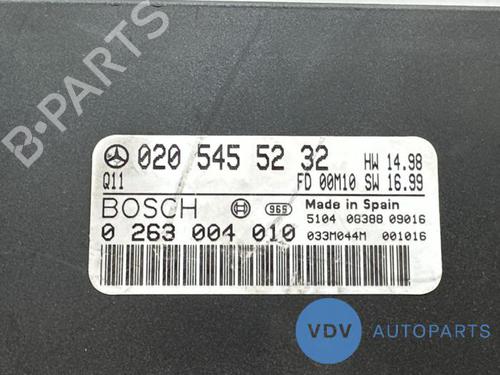 B-PARTS
020 545 52 32 HW 14.98
Q11 FD 00M10 SW 16.99
BOSCH 965 Made in Spain
5104 0G388 09016
0 263 004 010 033M044M 001016
VDV AUTOPARTS